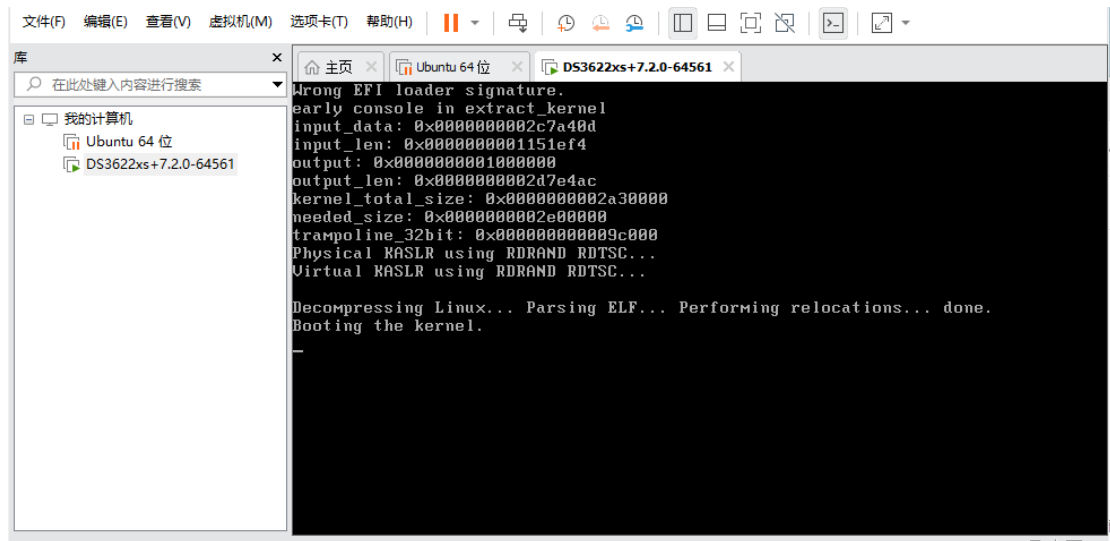 文件(F) 编辑(E) 查看(V) 虚拟机(M) 选项卡(T) 帮助(H)
库
在此处键入内容进行搜索
我的计算机
Ubuntu 64 位
DS3622xs+7.2.0-64561
主页 Ubuntu 64 位 DS3622xs+7.2.0-64561
Wrong EFI loader signature.
early console in extract_kernel
input_data: 0x0000000002c7a40d
input_len: 0x0000000001151ef4
output: 0x0000000001000000
output_len: 0x0000000002d7e4ac
kernel_total_size: 0x0000000002a30000
needed_size: 0x0000000002e00000
trampoline_32bit: 0x000000000009c000
Physical KASLR using RDRAND RDTSC...
Virtual KASLR using RDRAND RDTSC...
Decompressing Linux... Parsing ELF... Performing relocations... done.
Booting the kernel.